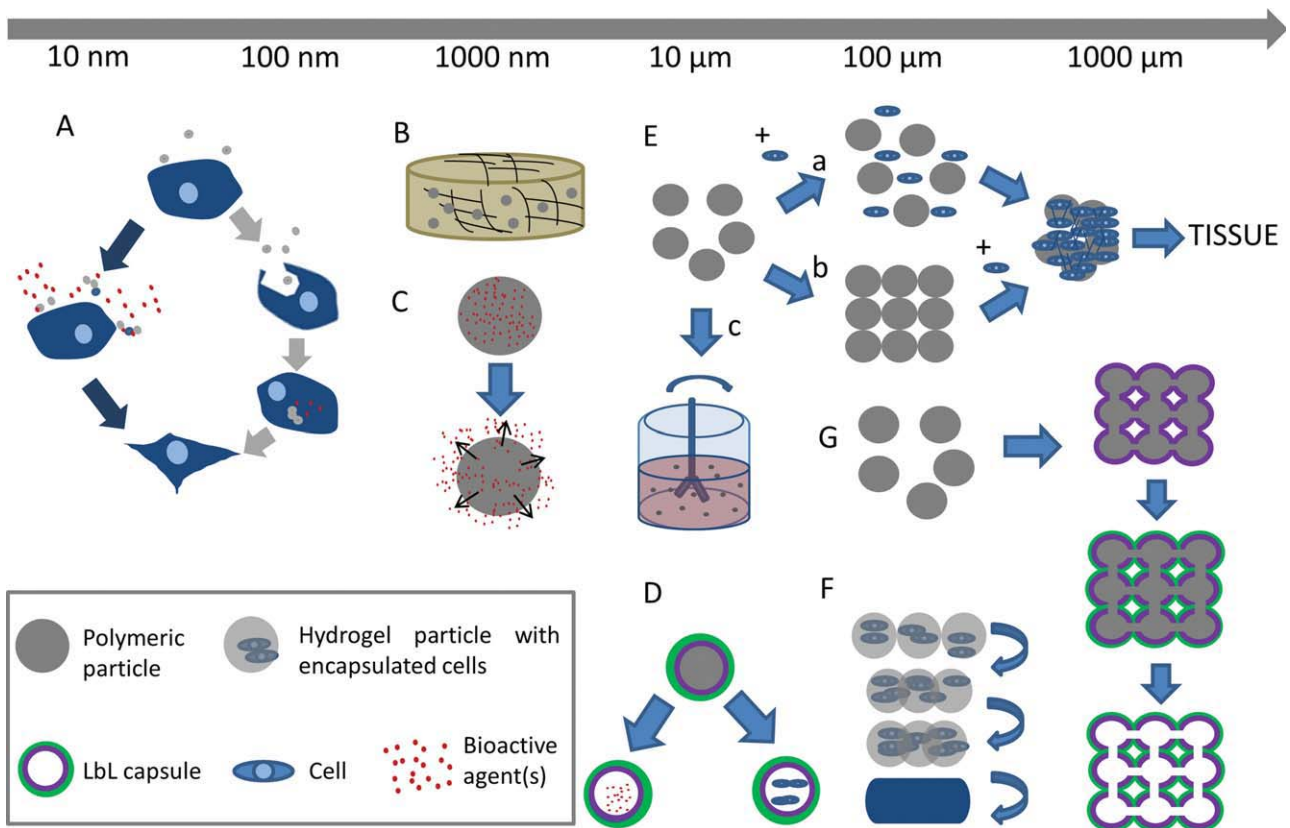 10 nm 100 nm 1000 nm 10 µm 100 µm 1000 µm
A
B
C
E
+
a
b
+
c
TISSUE
G
D
F
Polymeric
particle
Hydrogel particle with
encapsulated cells
LbL capsule
Cell
Bioactive
agent(s)